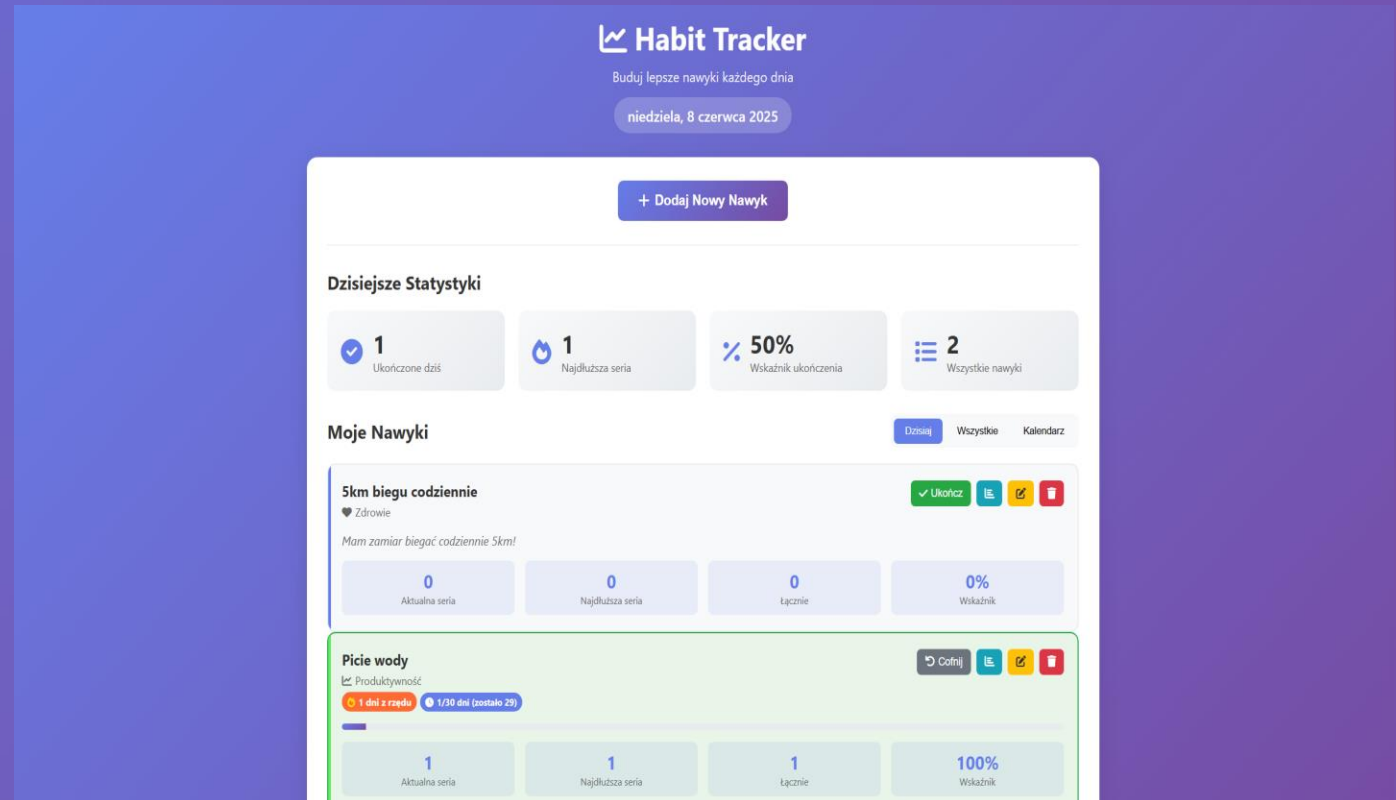 Habit Tracker
Buduj lepsze nawyki każdego dnia
niedziela, 8 czerwca 2025
+ Dodaj Nowy Nawyk
Dzisiejsze Statystyki
1
Ukończone dziś
1
Najdłuższa seria
50%
Wskaźnik ukończenia
2
Wszystkie nawyki
Moje Nawyki
Dzisiaj Wszystkie Kalendarz
5km biegu codziennie
Ukończ
Zdrowie
Mam zamiar biegać codziennie 5km!
0
Aktualna seria
0
Najdłuższa seria
0
Łącznie
0%
Wskaźnik
Picie wody
Cofnij
Produktywność
1 dni z rzędu
1/30 dni (zostało 29)
1
Aktualna seria
1
Najdłuższa seria
1
Łącznie
100%
Wskaźnik